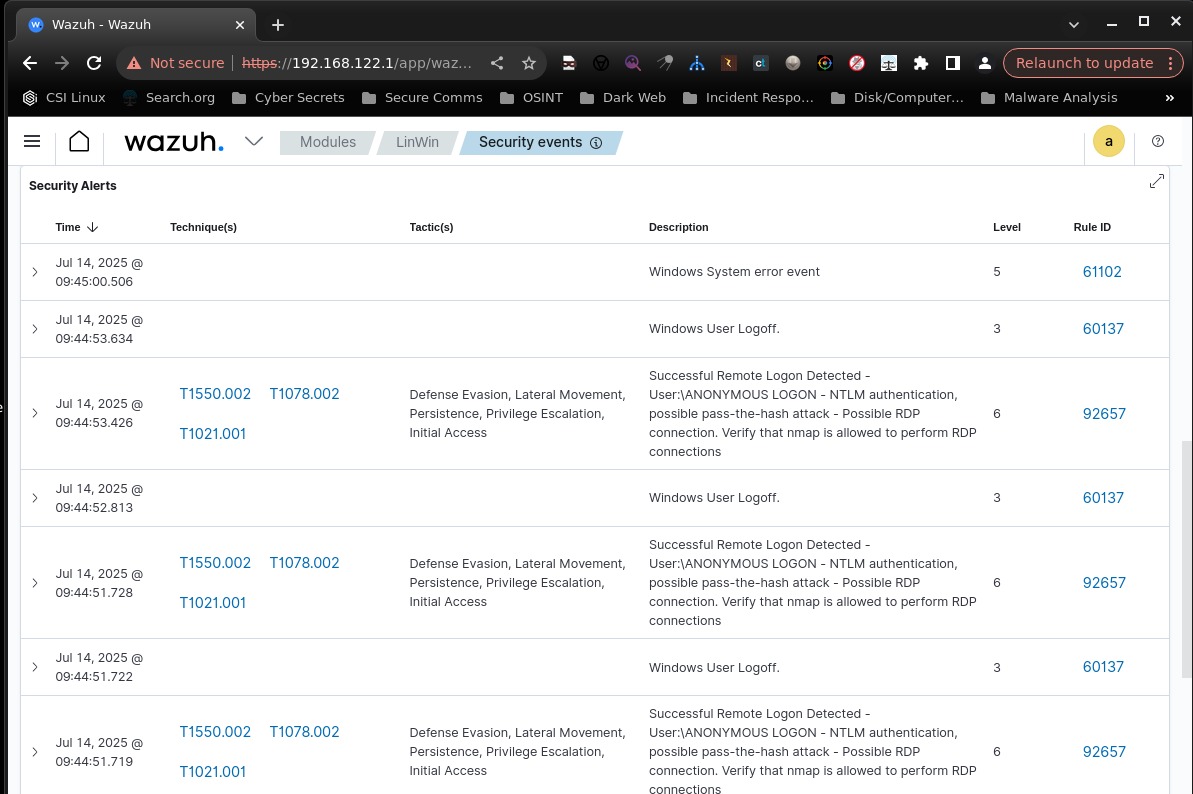 Wazuh - Wazuh
Not secure https://192.168.122.1/app/waz...
Relaunch to update
CSI Linux Search.org Cyber Secrets Secure Comms OSINT Dark Web Incident Respo... Disk/Computer... Malware Analysis »
wazuh. Modules LinWin Security events a
Security Alerts
Time Technique(s) Tactic(s) Description Level Rule ID
Jul 14, 2025 @
09:45:00.506
Windows System error event 5 61102
Jul 14, 2025 @
09:44:53.634
Windows User Logoff. 3 60137
Jul 14, 2025 @
09:44:53.426
T1550.002 T1078.002
T1021.001
Defense Evasion, Lateral Movement,
Persistence, Privilege Escalation,
Initial Access
Successful Remote Logon Detected -
User:\ANONYMOUS LOGON - NTLM authentication,
possible pass-the-hash attack - Possible RDP
connection. Verify that nmap is allowed to perform RDP
connections
6 92657
Jul 14, 2025 @
09:44:52.813
Windows User Logoff. 3 60137
Jul 14, 2025 @
09:44:51.728
T1550.002 T1078.002
T1021.001
Defense Evasion, Lateral Movement,
Persistence, Privilege Escalation,
Initial Access
Successful Remote Logon Detected -
User:\ANONYMOUS LOGON - NTLM authentication,
possible pass-the-hash attack - Possible RDP
connection. Verify that nmap is allowed to perform RDP
connections
6 92657
Jul 14, 2025 @
09:44:51.722
Windows User Logoff. 3 60137
Jul 14, 2025 @
09:44:51.719
T1550.002 T1078.002
T1021.001
Defense Evasion, Lateral Movement,
Persistence, Privilege Escalation,
Initial Access
Successful Remote Logon Detected -
User:\ANONYMOUS LOGON - NTLM authentication,
possible pass-the-hash attack - Possible RDP
connection. Verify that nmap is allowed to perform RDP
connections
6 92657